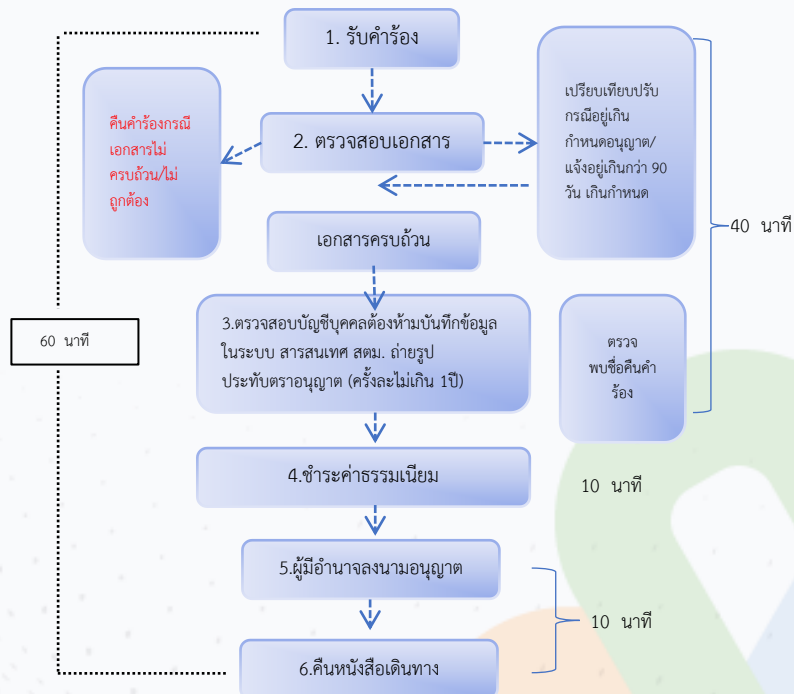 1. รับคำร้อง
คืนคำร้องกรณี
เอกสารไม่
ครบถ้วน/ไม่
ถูกต้อง
2. ตรวจสอบเอกสาร
เปรียบเทียบปรับ
กรณีอยู่เกิน
กำหนดอนุญาต/
แจ้งอยู่เกินกว่า 90
วัน เกินกำหนด
เอกสารครบถ้วน
40 นาที
60 นาที
3.ตรวจสอบบัญชีบุคคลต้องห้ามบันทึกข้อมูล
ในระบบ สารสนเทศ สตม. ถ่ายรูป
ประทับตราอนุญาต (ครั้งละไม่เกิน 1ปี)
ตรวจ
พบชื่อคืนคำ
ร้อง
4.ชำระค่าธรรมเนียม
10 นาที
5.ผู้มีอำนาจลงนามอนุญาต
10 นาที
6.คืนหนังสือเดินทาง